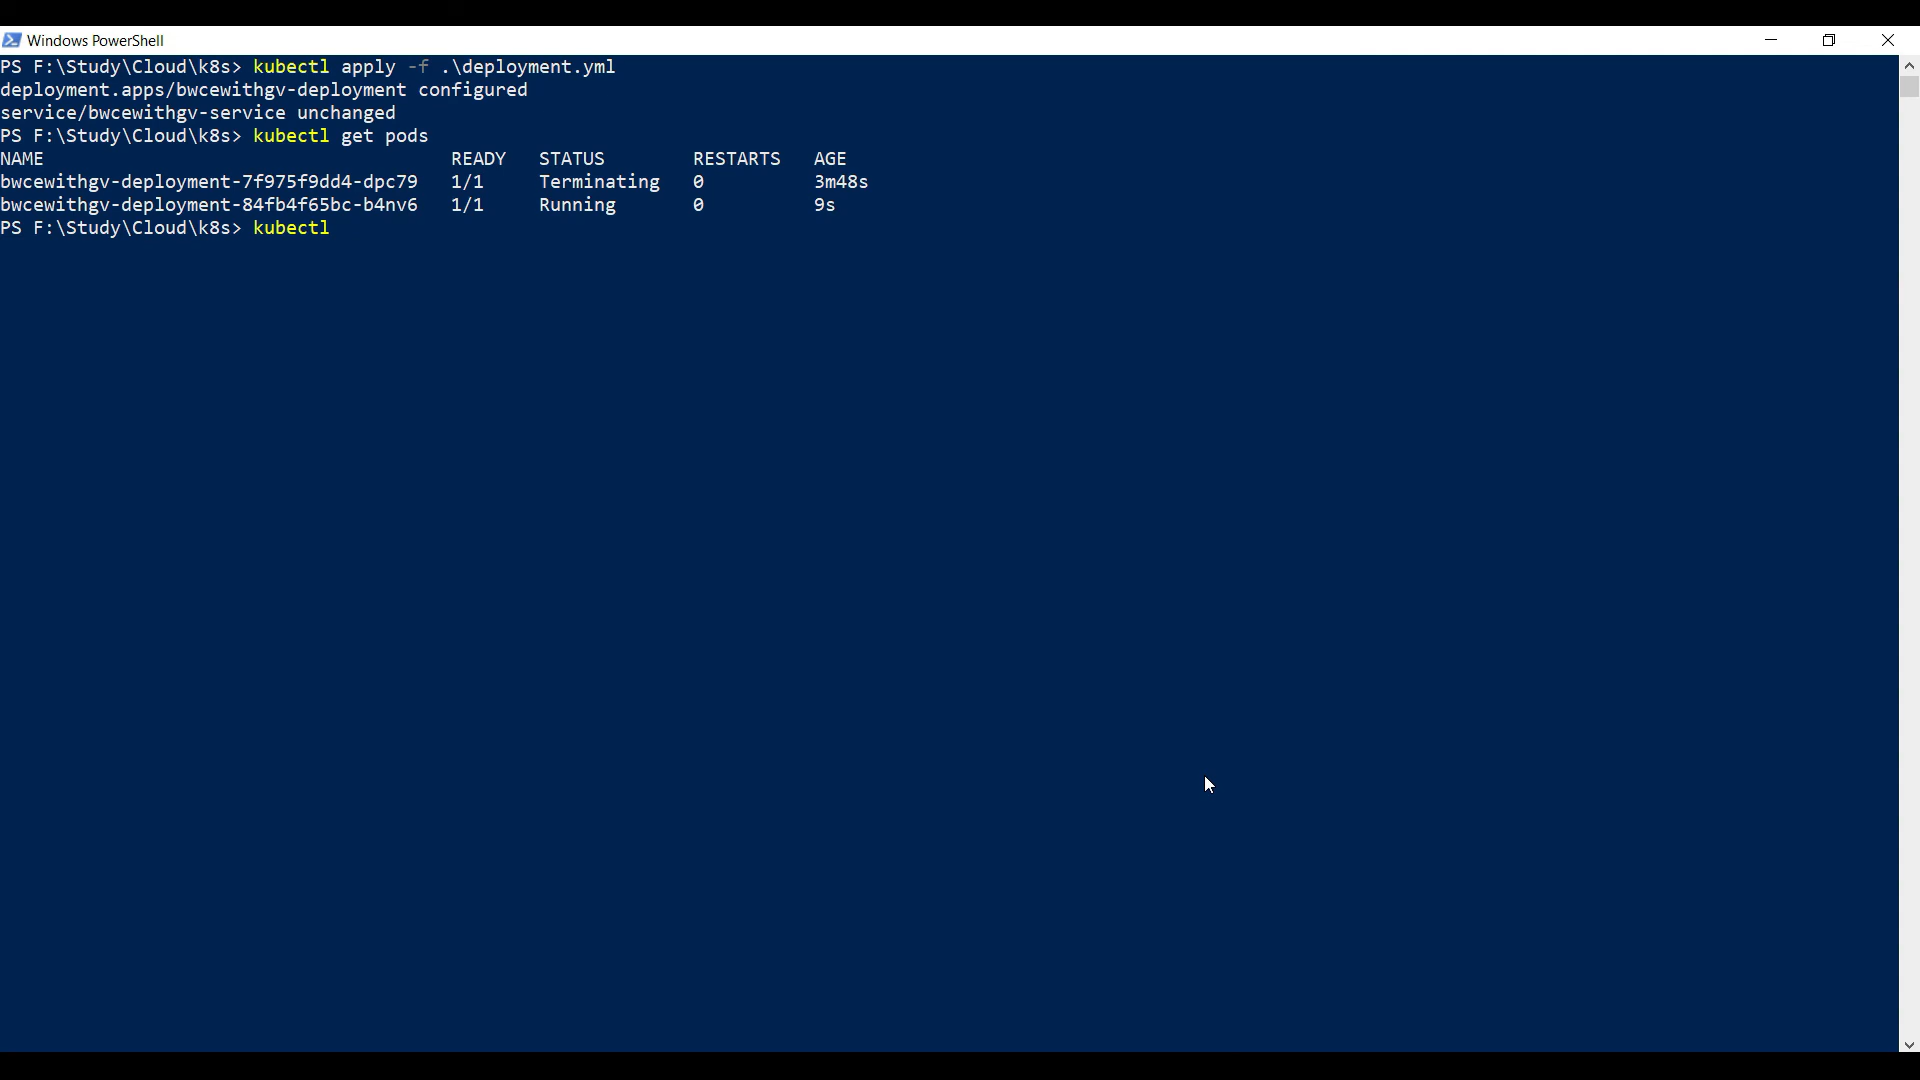 Windows PowerShell
PS F:\Study\Cloud\k8s> kubectl apply -f .\deployment.yml
deployment.apps/bwcewithgv-deployment configured
service/bwcewithgv-service unchanged
PS F:\Study\Cloud\k8s> kubectl get pods
NAME                                     READY   STATUS        RESTARTS   AGE
bwcewithgv-deployment-7f975f9dd4-dpc79   1/1     Terminating   0          3m48s
bwcewithgv-deployment-84fb4f65bc-b4nv6   1/1     Running       0          9s
PS F:\Study\Cloud\k8s> kubectl